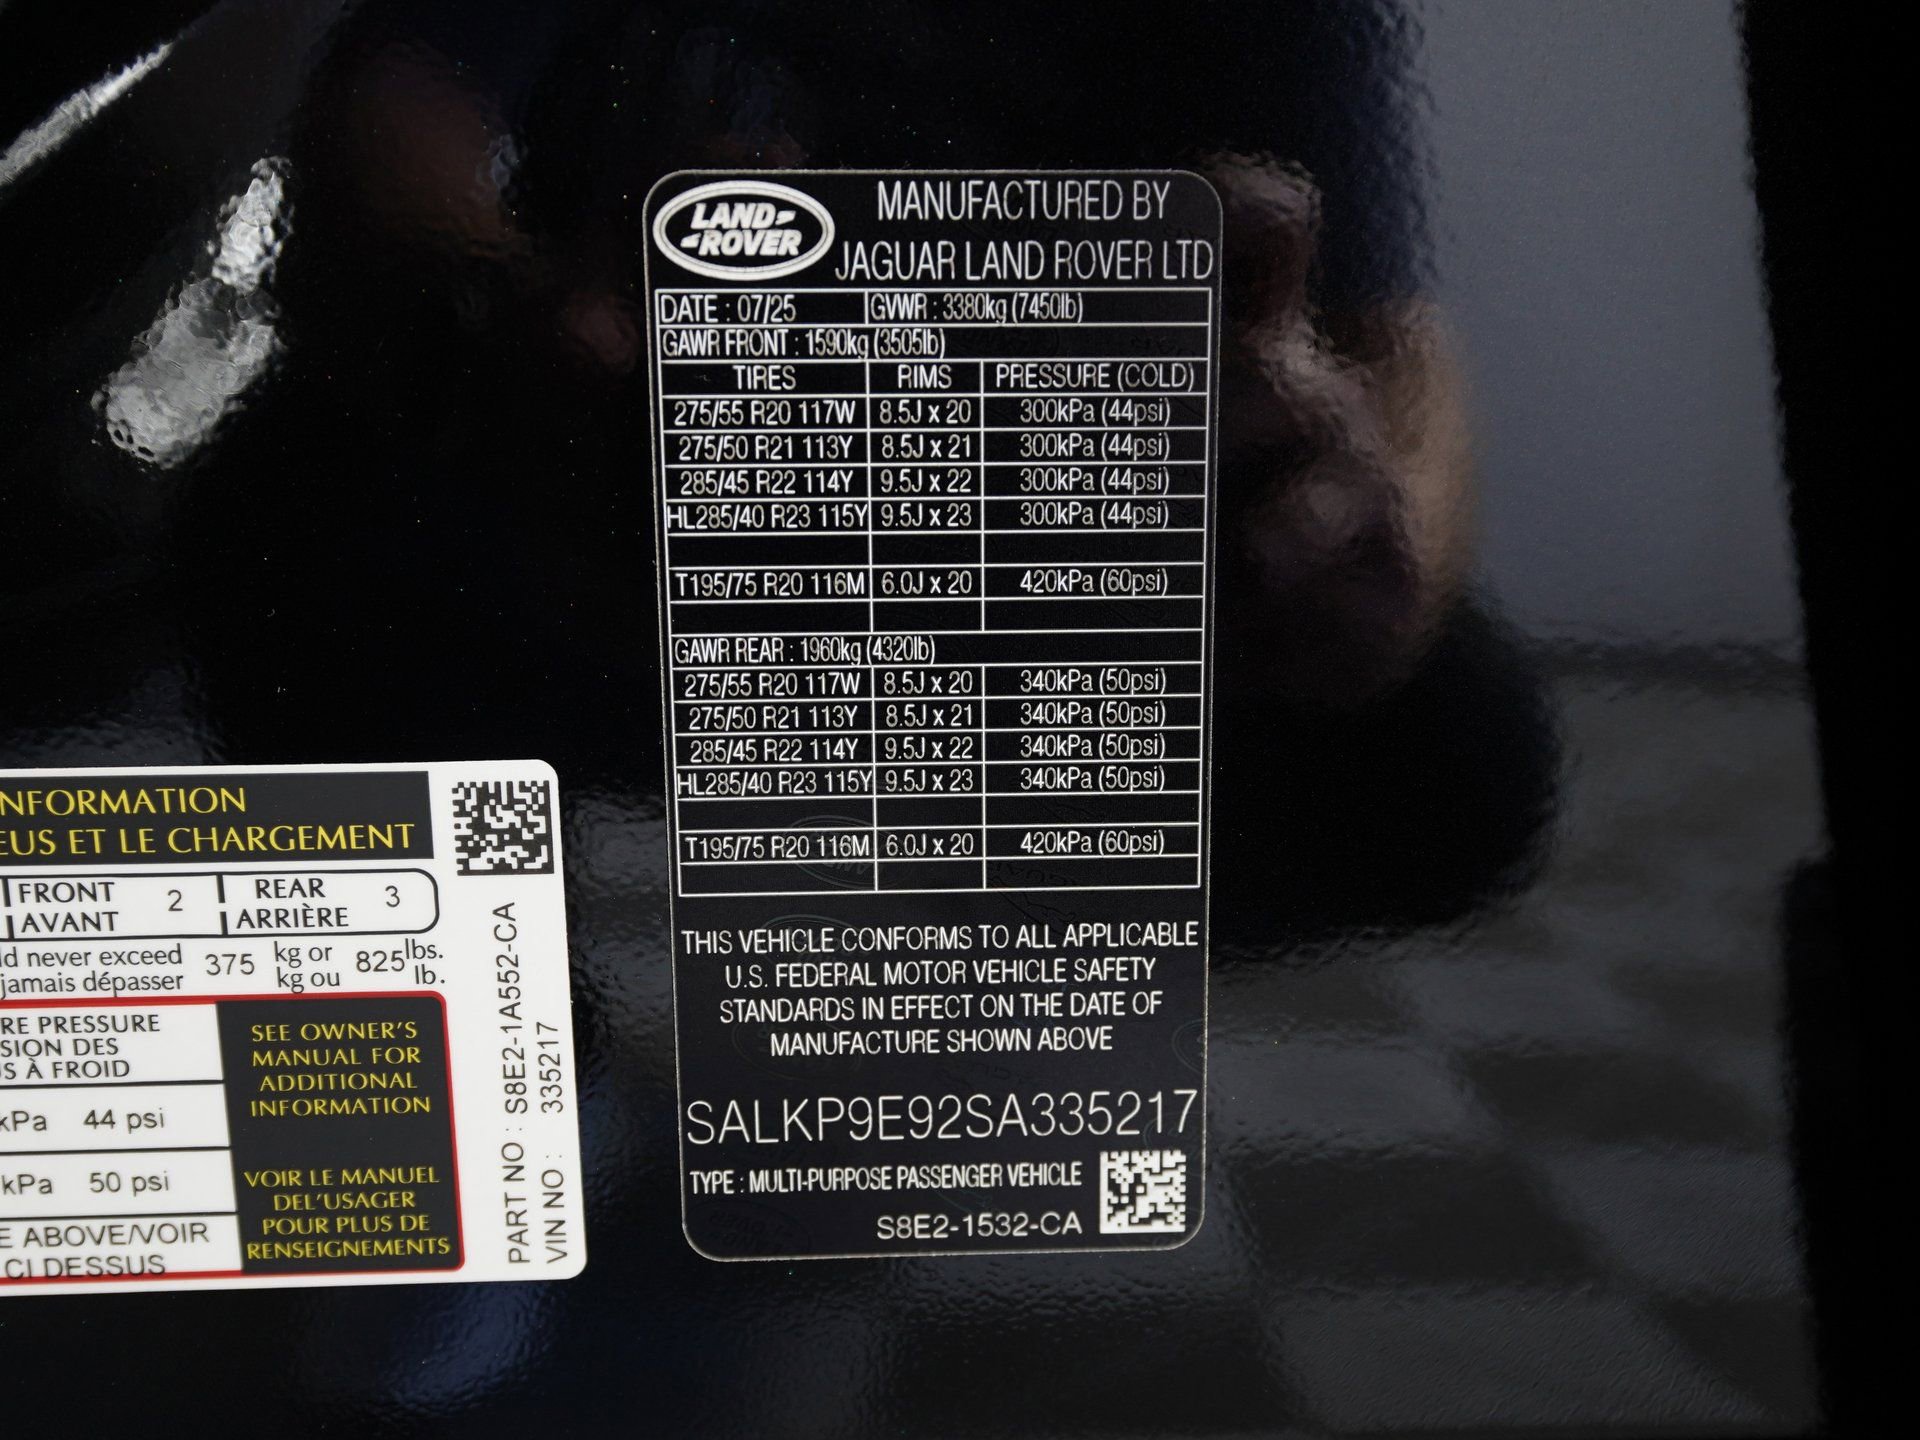 LAND-
-ROVER
MANUFACTURED BY
JAGUAR LAND ROVER LTD
DATE : 07/25 GVWR : 3380kg (7450lb)
GAWR FRONT : 1590kg (3505lb)
TIRES RIMS PRESSURE (COLD)
275/55 R20 117W 8.5J x 20 300kPa (44psi)
275/50 R21 113Y 8.5J x 21 300kPa (44psi)
285/45 R22 114Y 9.5J x 22 300kPa (44psi)
HL285/40 R23 115Y 9.5J x 23 300kPa (44psi)
T195/75 R20 116M 6.0J x 20 420kPa (60psi)
GAWR REAR : 1960kg (4320lb)
275/55 R20 117W 8.5J x 20 340kPa (50psi)
275/50 R21 113Y 8.5J x 21 340kPa (50psi)
285/45 R22 114Y 9.5J x 22 340kPa (50psi)
HL285/40 R23 115Y 9.5J x 23 340kPa (50psi)
T195/75 R20 116M 6.0J x 20 420kPa (60psi)
THIS VEHICLE CONFORMS TO ALL APPLICABLE
U.S. FEDERAL MOTOR VEHICLE SAFETY
STANDARDS IN EFFECT ON THE DATE OF
MANUFACTURE SHOWN ABOVE
SALKP9E92SA335217
TYPE : MULTI-PURPOSE PASSENGER VEHICLE
S8E2-1532-CA
NFORMATION
EUS ET LE CHARGEMENT
FRONT 2 REAR 3
AVANT ARRIÈRE
ld never exceed 375 kg or 825 lbs.
jamais dépasser kg ou lb.
RE PRESSURE
SION DES
S À FROID
kPa 44 psi
kPa 50 psi
E ABOVE/VOIR
CI DESSUS
SEE OWNER'S
MANUAL FOR
ADDITIONAL
INFORMATION
VOIR LE MANUEL
DEL'USAGER
POUR PLUS DE
RENSEIGNEMENTS
PART NO : S8E2-1A552-CA
VIN NO : 335217